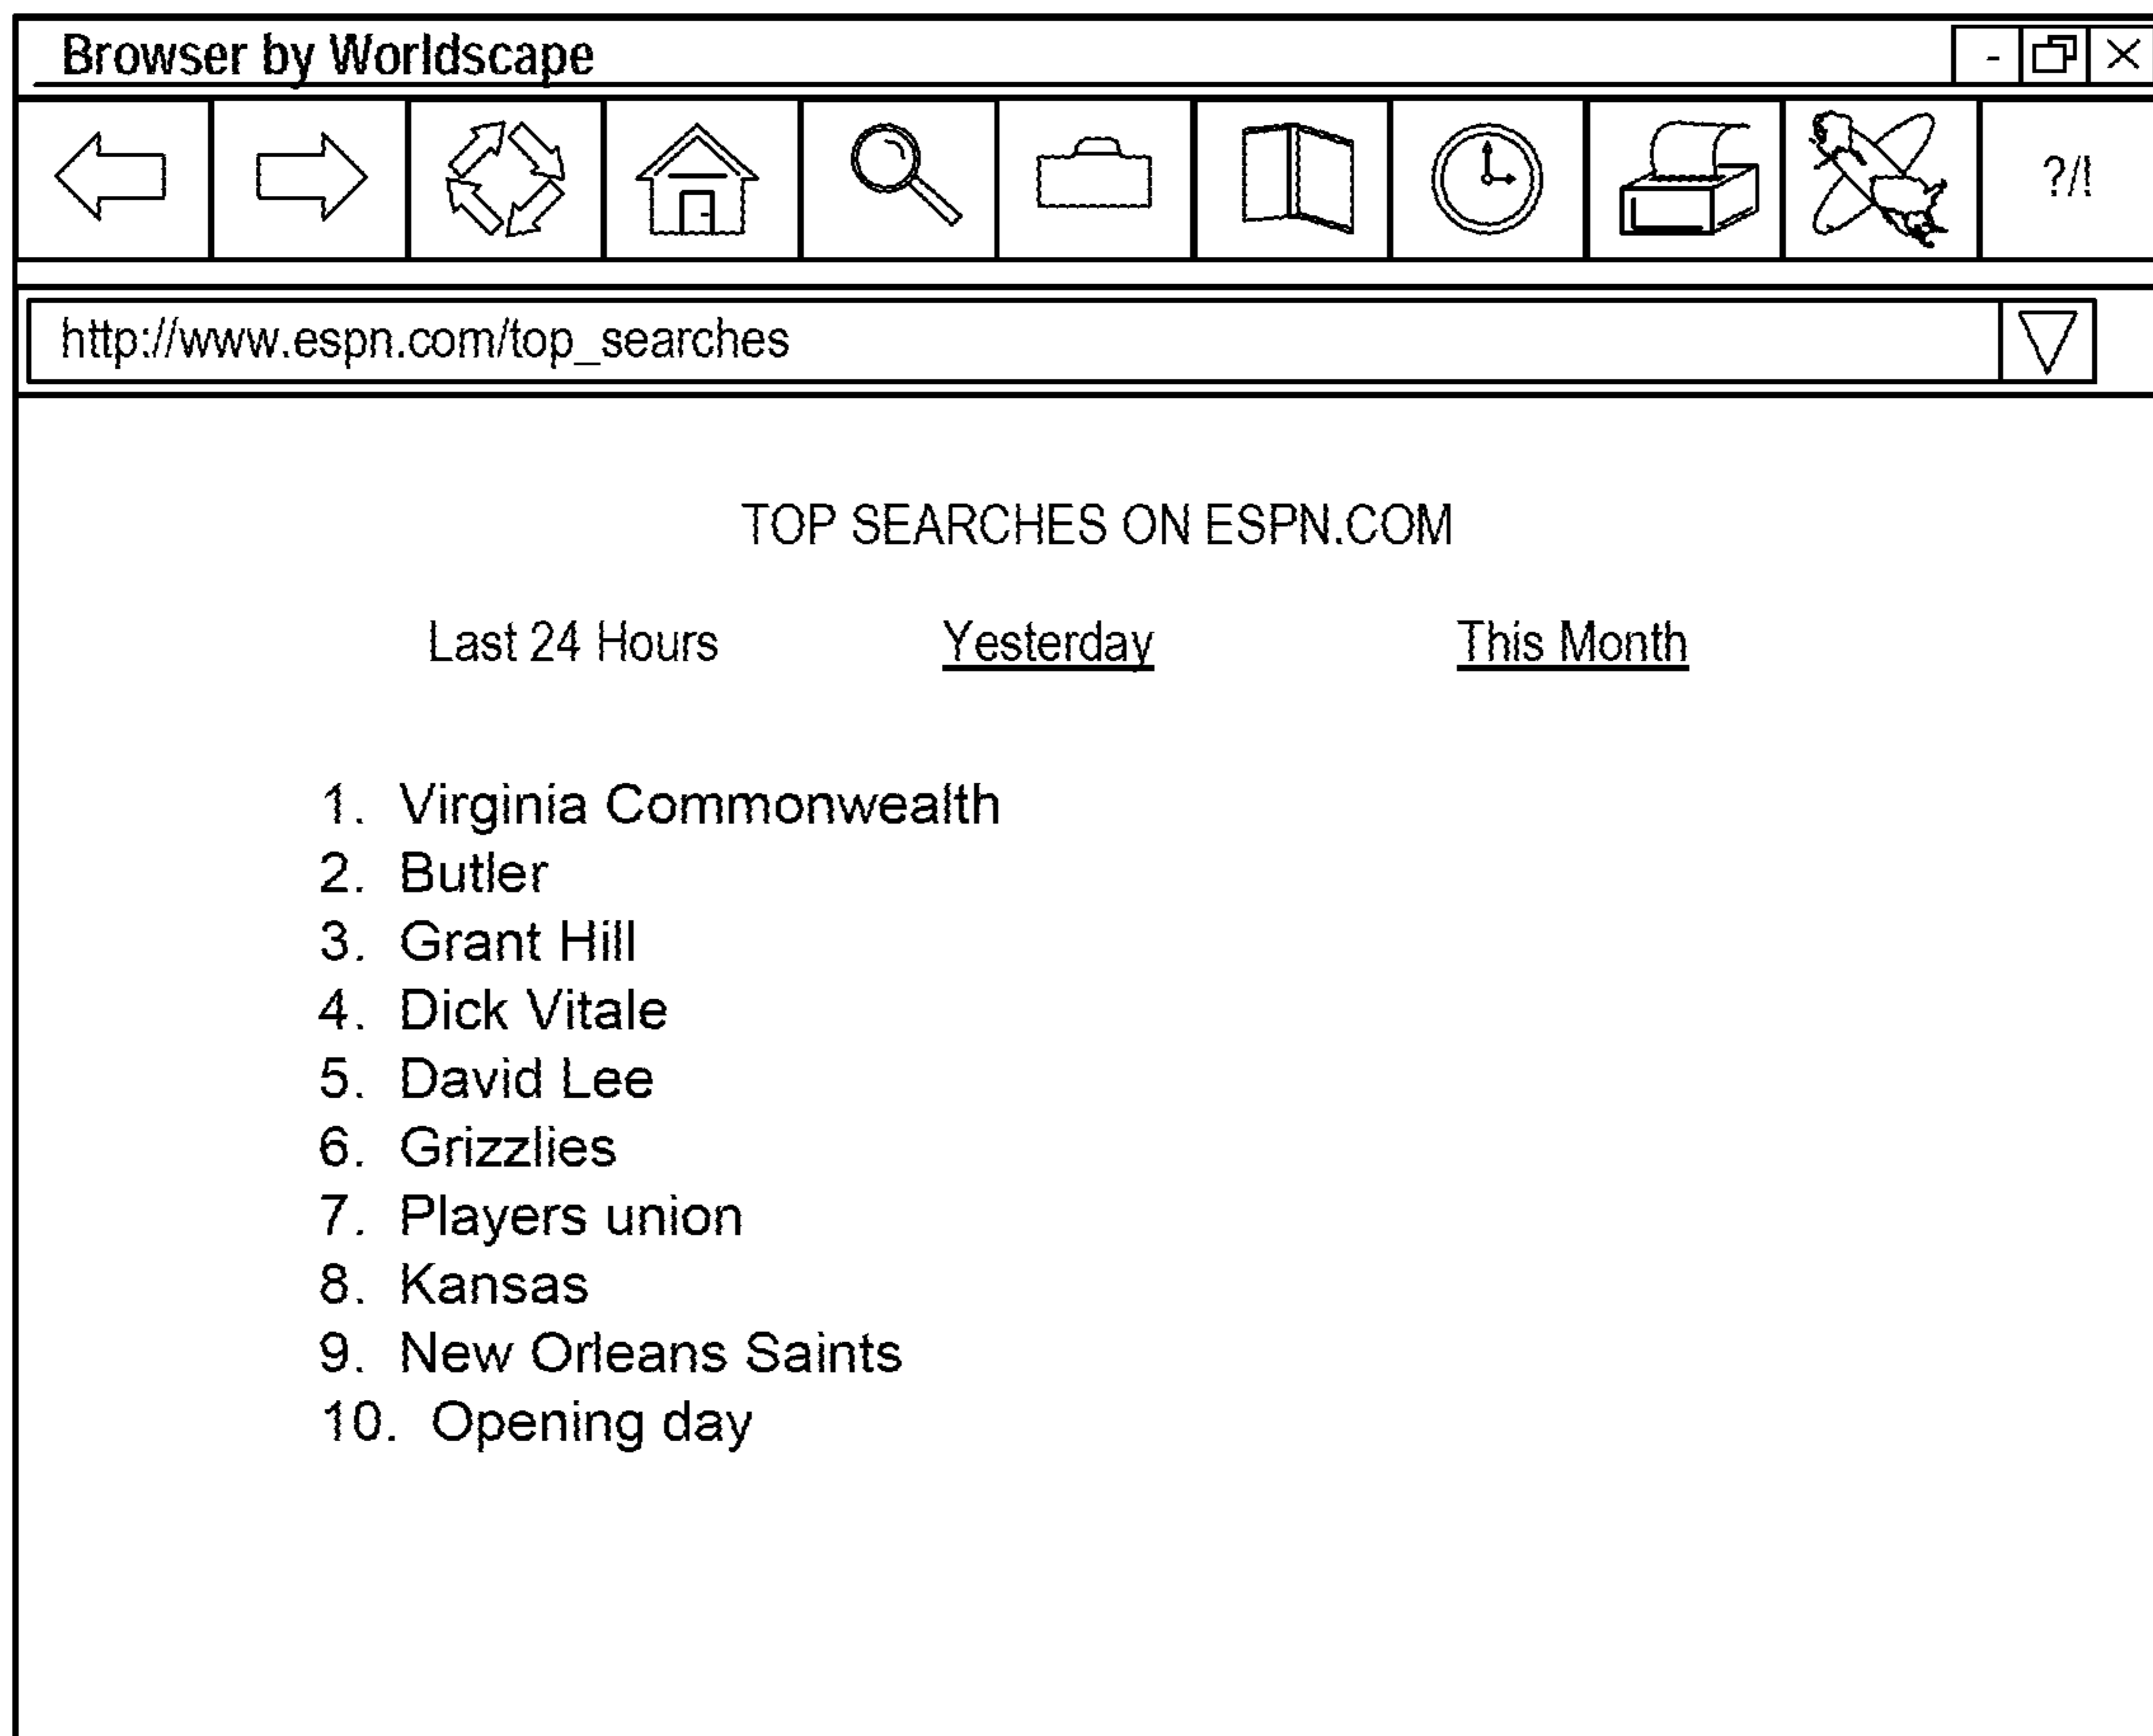 Browser by Worldscape
?/!
http://www.espn.com/top_searches
TOP SEARCHES ON ESPN.COM
Last 24 Hours Yesterday This Month
1. Virginia Commonwealth
2. Butler
3. Grant Hill
4. Dick Vitale
5. David Lee
6. Grizzlies
7. Players union
8. Kansas
9. New Orleans Saints
10. Opening day